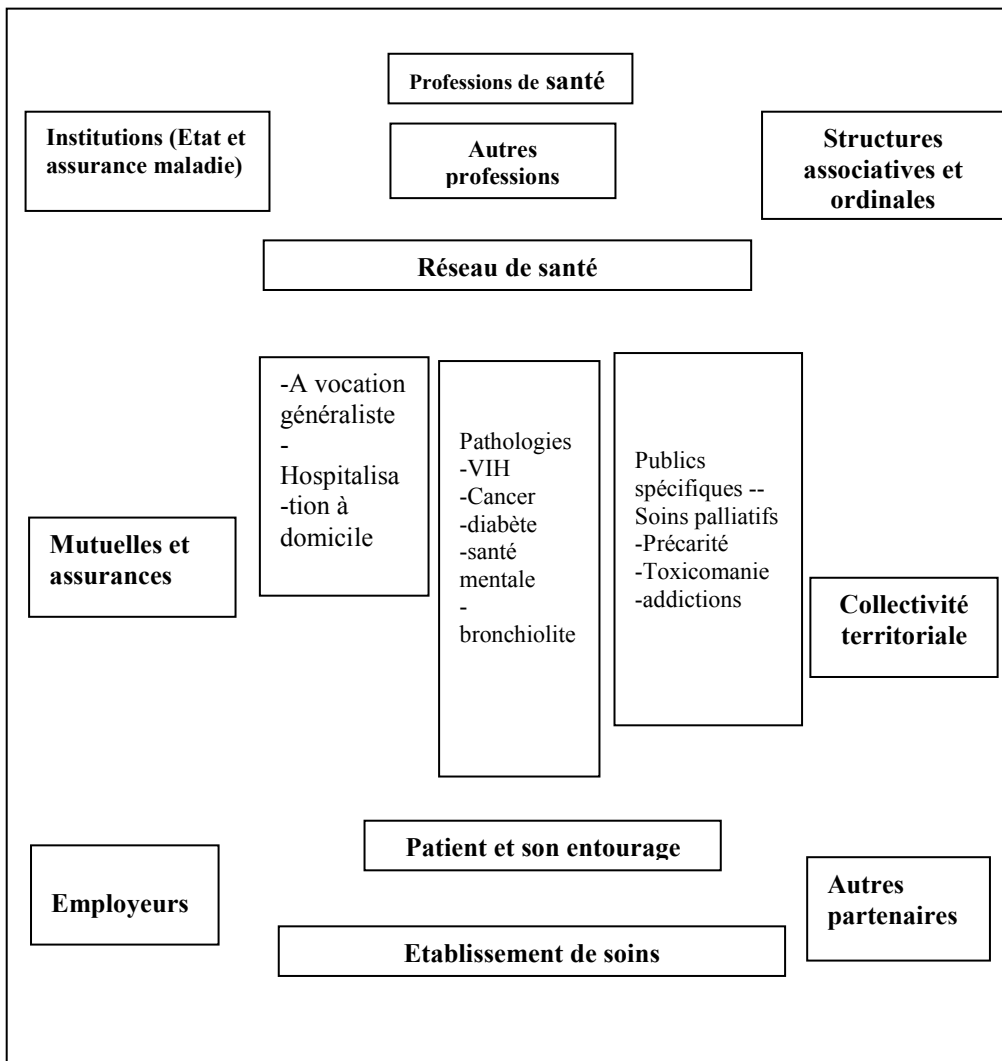 Professions de santé
Institutions (Etat et
assurance maladie)
Autres
professions
Structures
associatives et
ordinales
Réseau de santé
-A vocation
généraliste
-
Hospitalisa
-tion à
domicile
Pathologies
-VIH
-Cancer
-diabète
-santé
mentale
-
bronchiolite
Publics
spécifiques --
Soins palliatifs
-Précarité
-Toxicomanie
-addictions
Mutuelles et
assurances
Collectivité
territoriale
Patient et son entourage
Employeurs
Autres
partenaires
Etablissement de soins